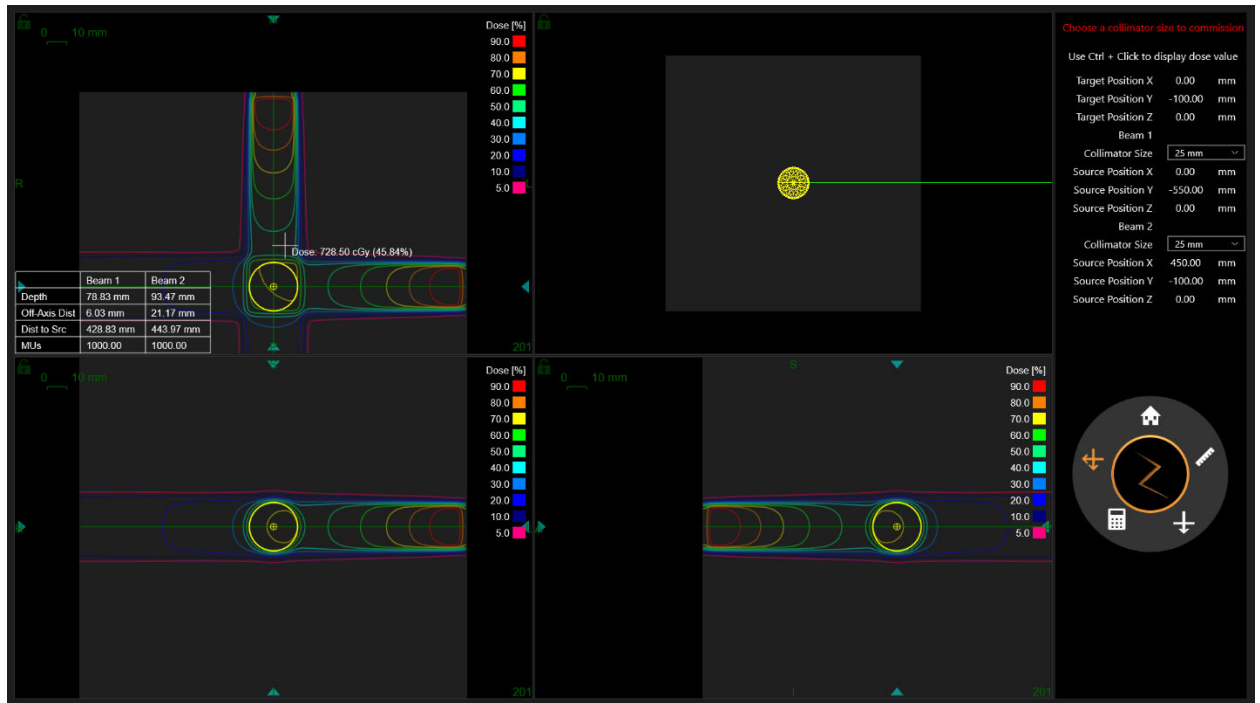 0 10 mm
Dose [%]
90.0
80.0
70.0
60.0
50.0
40.0
30.0
20.0
10.0
5.0
R
Dose: 728.50 cGy (45.84%)
Beam 1 Beam 2
Depth 78.83 mm 93.47 mm
Off-Axis Dist 6.03 mm 21.17 mm
Dist to Src 428.83 mm 443.97 mm
MUs 1000.00 1000.00
201
Choose a collimator size to commission
Use Ctrl + Click to display dose value
Target Position X 0.00 mm
Target Position Y -100.00 mm
Target Position Z 0.00 mm
Beam 1
Collimator Size 25 mm
Source Position X 0.00 mm
Source Position Y -550.00 mm
Source Position Z 0.00 mm
Beam 2
Collimator Size 25 mm
Source Position X 450.00 mm
Source Position Y -100.00 mm
Source Position Z 0.00 mm
0 10 mm
Dose [%]
90.0
80.0
70.0
60.0
50.0
40.0
30.0
20.0
10.0
5.0
201
0 10 mm
S
Dose [%]
90.0
80.0
70.0
60.0
50.0
40.0
30.0
20.0
10.0
5.0
I
201